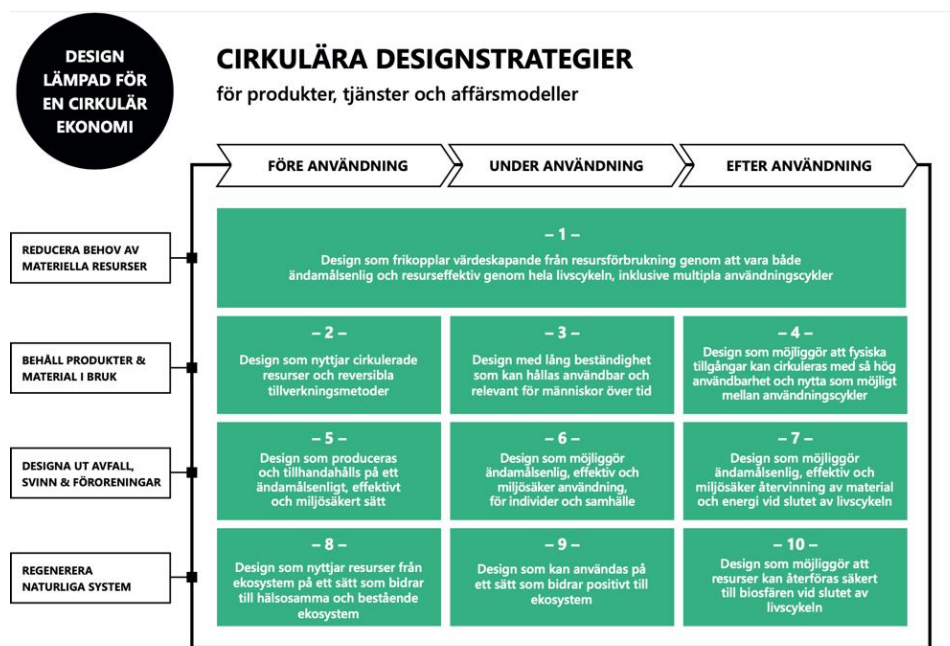 DESIGN
LÄMPAD FÖR
EN CIRKULÄR
EKONOMI
CIRKULÄRA DESIGNSTRATEGIER
för produkter, tjänster och affärsmodeller
FÖRE ANVÄNDNING
UNDER ANVÄNDNING
EFTER ANVÄNDNING
REDUCERA BEHOV AV
MATERIELLA RESURSER
– 1 –
Design som frikopplar värdeskapande från resursförbrukning genom att vara både
ändamålsenlig och resurseffektiv genom hela livscykeln, inklusive multipla användningscykler
BEHÅLL PRODUKTER &
MATERIAL I BRUK
– 2 –
Design som nyttjar cirkulerade
resurser och reversibla
tillverkningsmetoder
– 3 –
Design med lång beständighet
som kan hållas användbar och
relevant för människor över tid
– 4 –
Design som möjliggör att fysiska
tillgångar kan cirkuleras med så hög
användbarhet och nytta som möjligt
mellan användningscykler
DESIGNA UT AVFALL,
SVINN & FÖRORENINGAR
– 5 –
Design som produceras
och tillhandahålls på ett
ändamålsenligt, effektivt
och miljösäkert sätt
– 6 –
Design som möjliggör
ändamålsenlig, effektiv och
miljösäker användning,
för individer och samhälle
– 7 –
Design som möjliggör
ändamålsenlig, effektiv och
miljösäker återvinning av material
och energi vid slutet av livscykeln
REGENERERA
NATURLIGA SYSTEM
– 8 –
Design som nyttjar resurser från
ekosystem på ett sätt som bidrar
till hälsosamma och bestående
ekosystem
– 9 –
Design som kan användas på
ett sätt som bidrar positivt till
ekosystem
– 10 –
Design som möjliggör att
resurser kan återföras säkert
till biosfären vid slutet av
livscykeln